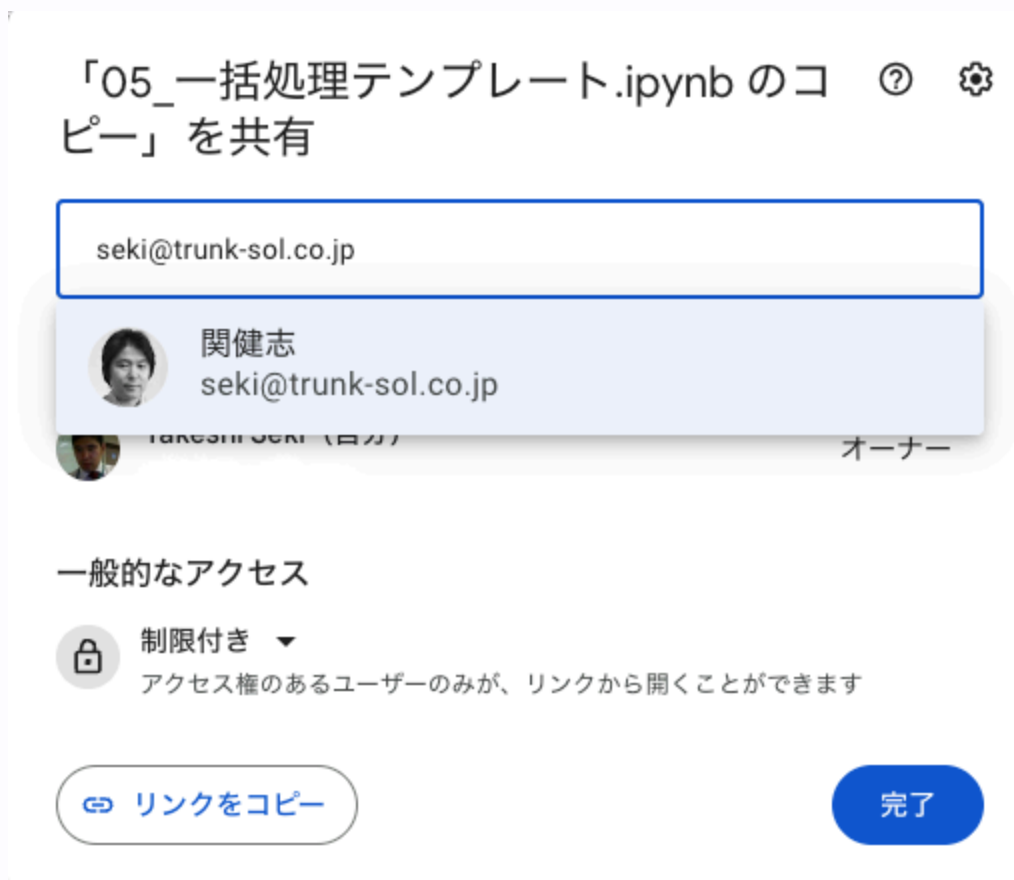 「05_一括処理テンプレート.ipynb のコ
ピー」を共有
seki@trunk-sol.co.jp
関健志
seki@trunk-sol.co.jp
Takeshi Seki（自分）
オーナー
一般的なアクセス
制限付き
アクセス権のあるユーザーのみが、リンクから開くことができます
リンクをコピー
完了